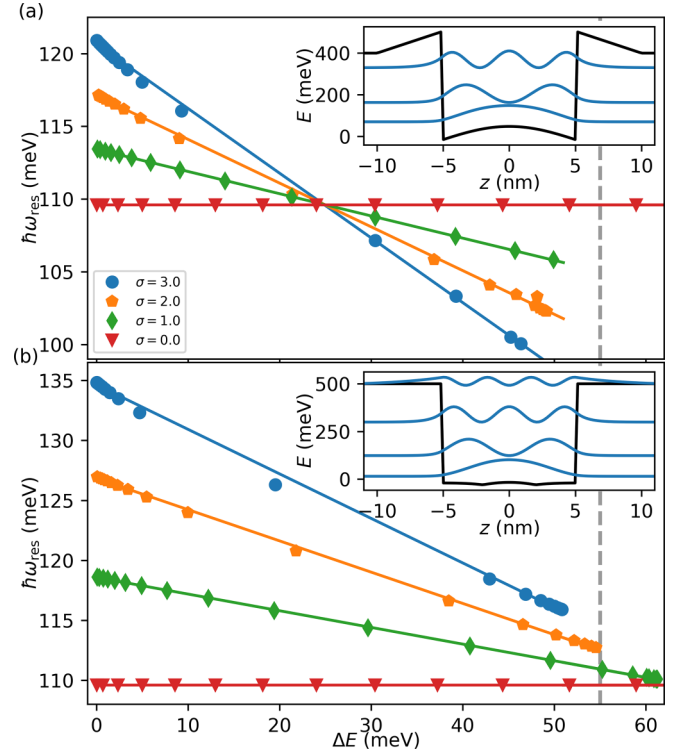 (a)
120
115
110
105
100
ħω_res (meV)
σ = 3.0
σ = 2.0
σ = 1.0
σ = 0.0
400
200
0
E (meV)
−10 −5 0 5 10
z (nm)
(b)
135
130
125
120
115
110
ħω_res (meV)
500
250
0
E (meV)
−10 −5 0 5 10
z (nm)
0 10 20 30 40 50 60
ΔE (meV)